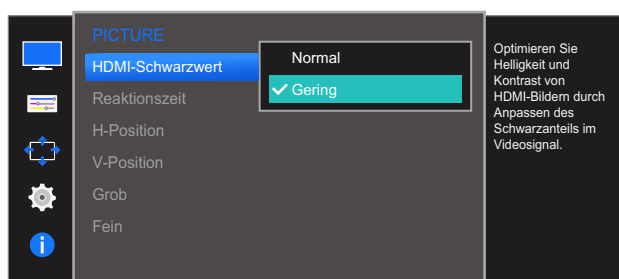 PICTURE
HDMI-Schwarzwert
Normal
Gering
Reaktionszeit
H-Position
V-Position
Grob
Fein
Optimieren Sie
Helligkeit und
Kontrast von
HDMI-Bildern durch
Anpassen des
Schwarzanteils im
Videosignal.